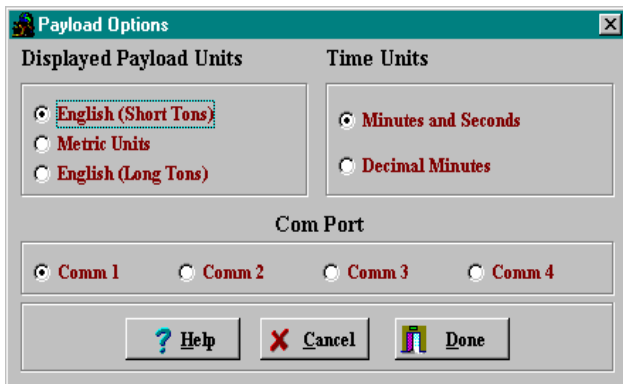 Payload Options
Displayed Payload Units
Time Units
English (Short Tons)
Metric Units
English (Long Tons)
Minutes and Seconds
Decimal Minutes
Com Port
Comm 1
Comm 2
Comm 3
Comm 4
? Help
Cancel
Done